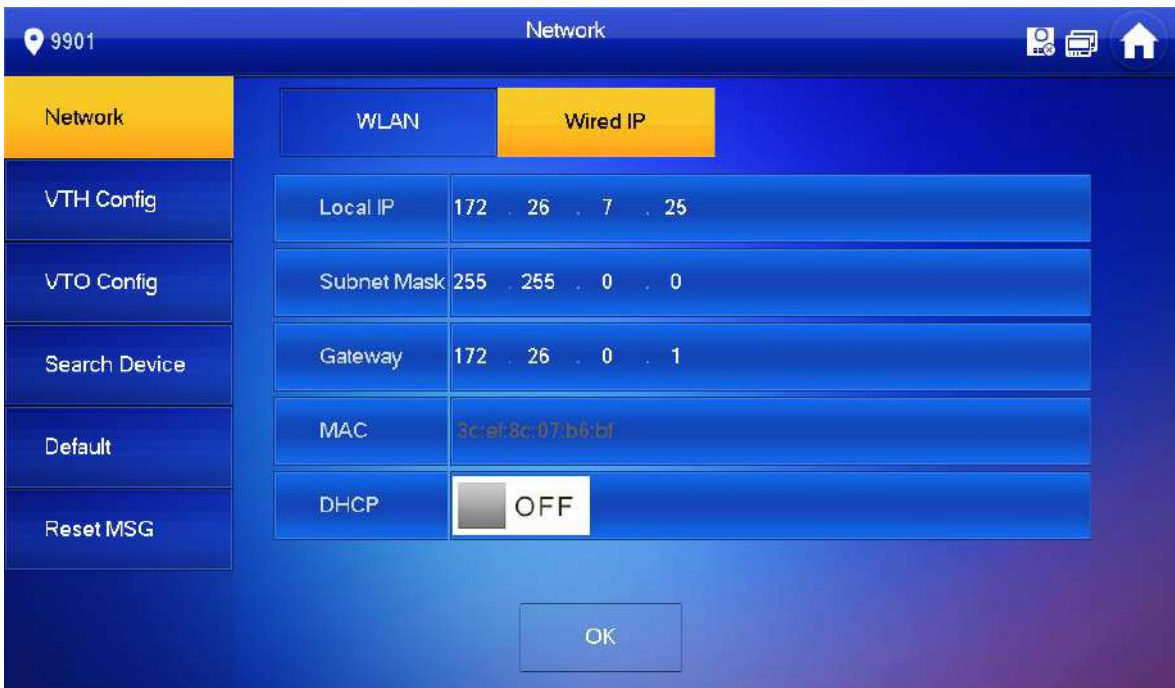 9901
Network
Network
VTH Config
VTO Config
Search Device
Default
Reset MSG
WLAN
Wired IP
Local IP 172 . 26 . 7 . 25
Subnet Mask 255 . 255 . 0 . 0
Gateway 172 . 26 . 0 . 1
MAC 3c:ef:8c:07:b6:bf
DHCP OFF
OK